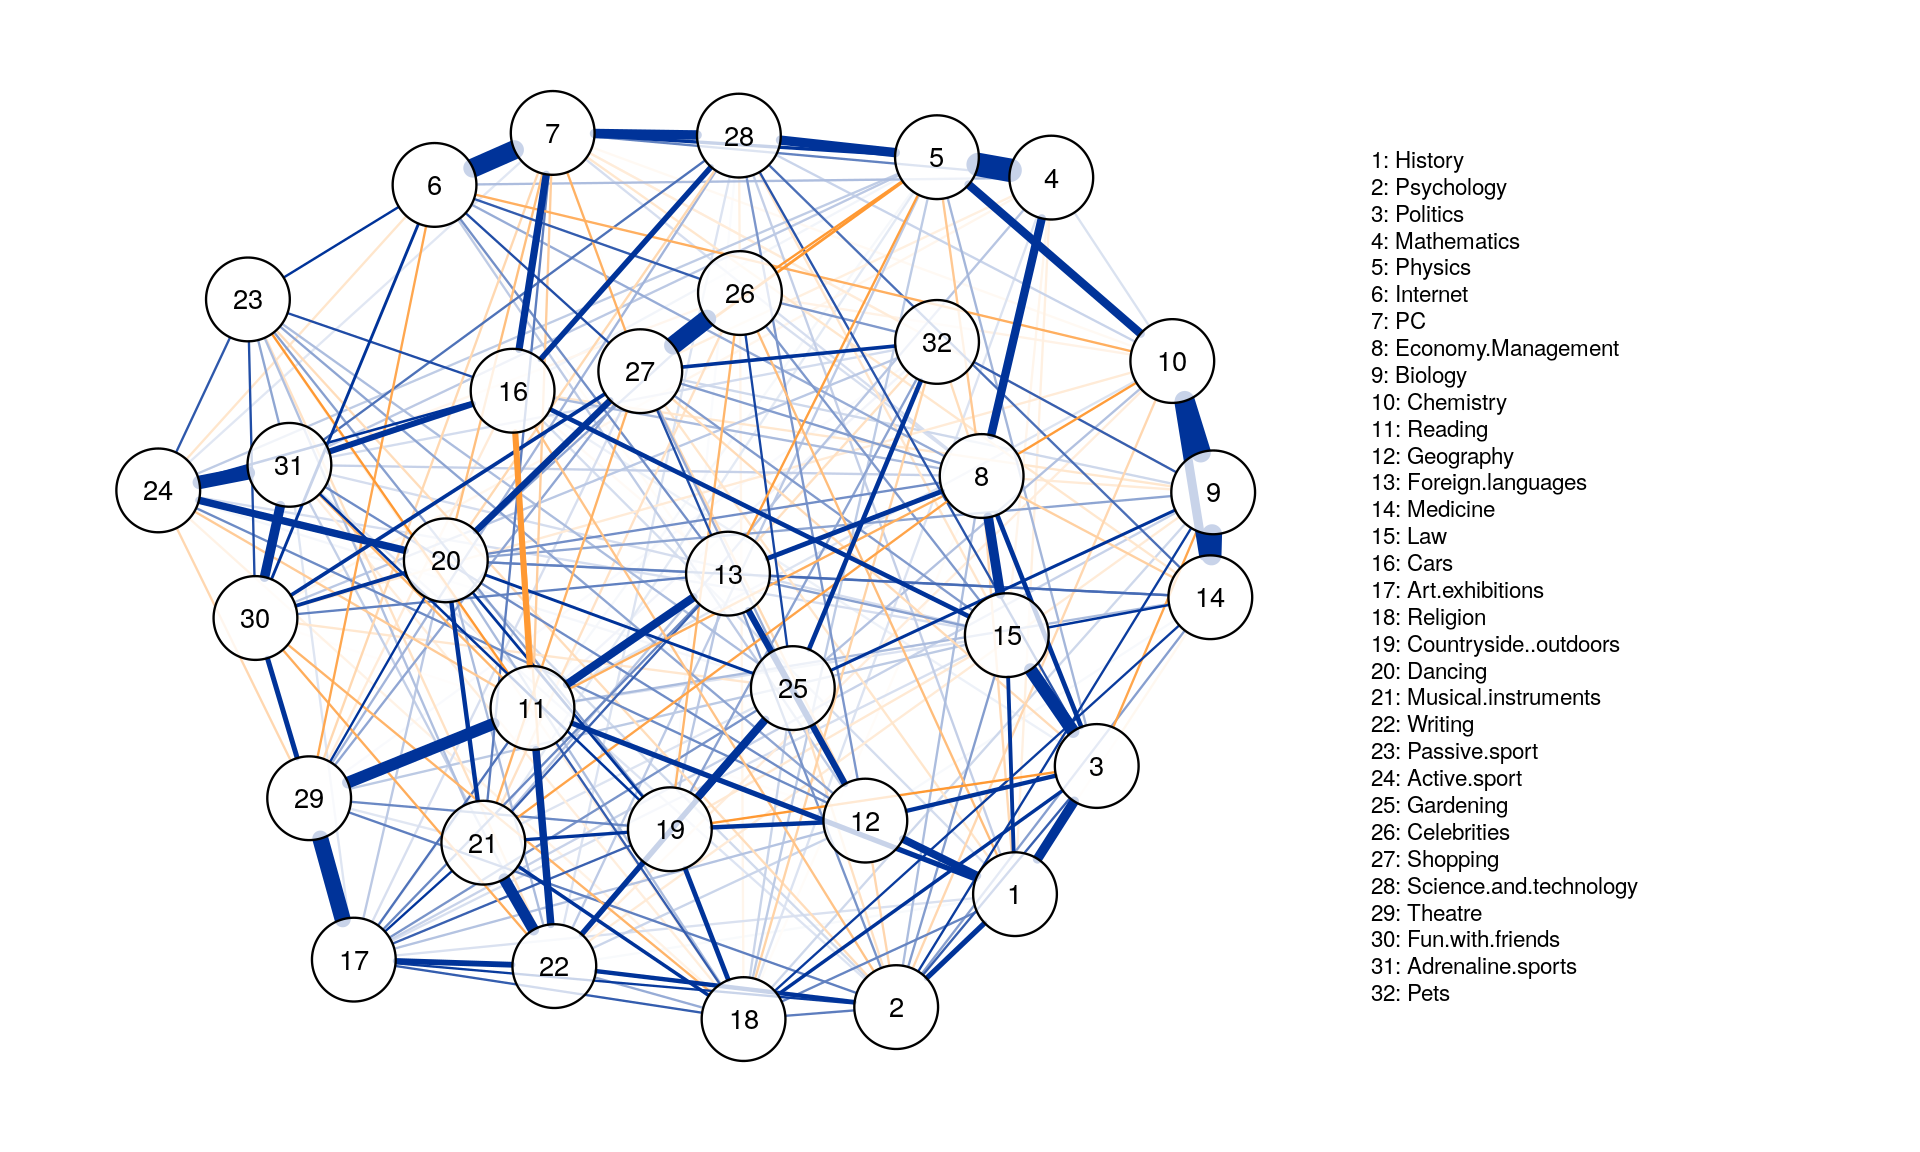 7
28
5
4
6
26
23
32
10
27
16
31
8
24
9
20
13
14
30
15
25
11
3
29
12
19
21
1
17
22
2
18
1: History
2: Psychology
3: Politics
4: Mathematics
5: Physics
6: Internet
7: PC
8: Economy.Management
9: Biology
10: Chemistry
11: Reading
12: Geography
13: Foreign.languages
14: Medicine
15: Law
16: Cars
17: Art.exhibitions
18: Religion
19: Countryside..outdoors
20: Dancing
21: Musical.instruments
22: Writing
23: Passive.sport
24: Active.sport
25: Gardening
26: Celebrities
27: Shopping
28: Science.and.technology
29: Theatre
30: Fun.with.friends
31: Adrenaline.sports
32: Pets